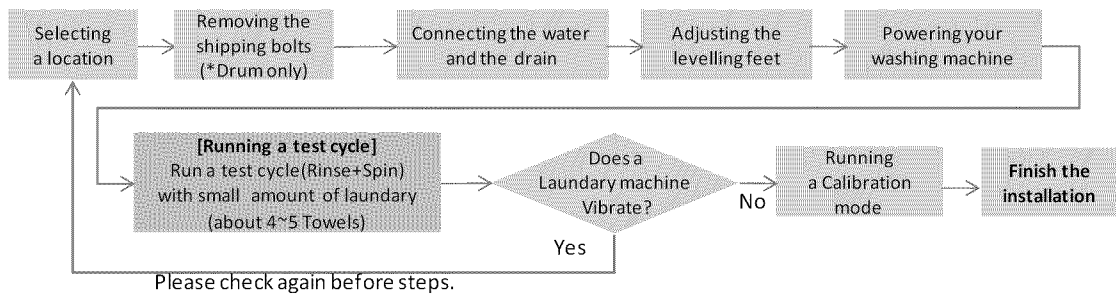 Selecting
a location
Removing the
shipping bolts
(*Drum only)
Connecting the water
and the drain
Adjusting the
levelling feet
Powering your
washing machine
[Running a test cycle]
Run a test cycle(Rinse+Spin)
with small amount of laundary
(about 4~5 Towels)
Does a
Laundary machine
Vibrate?
No
Running
a Calibration
mode
Finish the
installation
Yes
Please check again before steps.